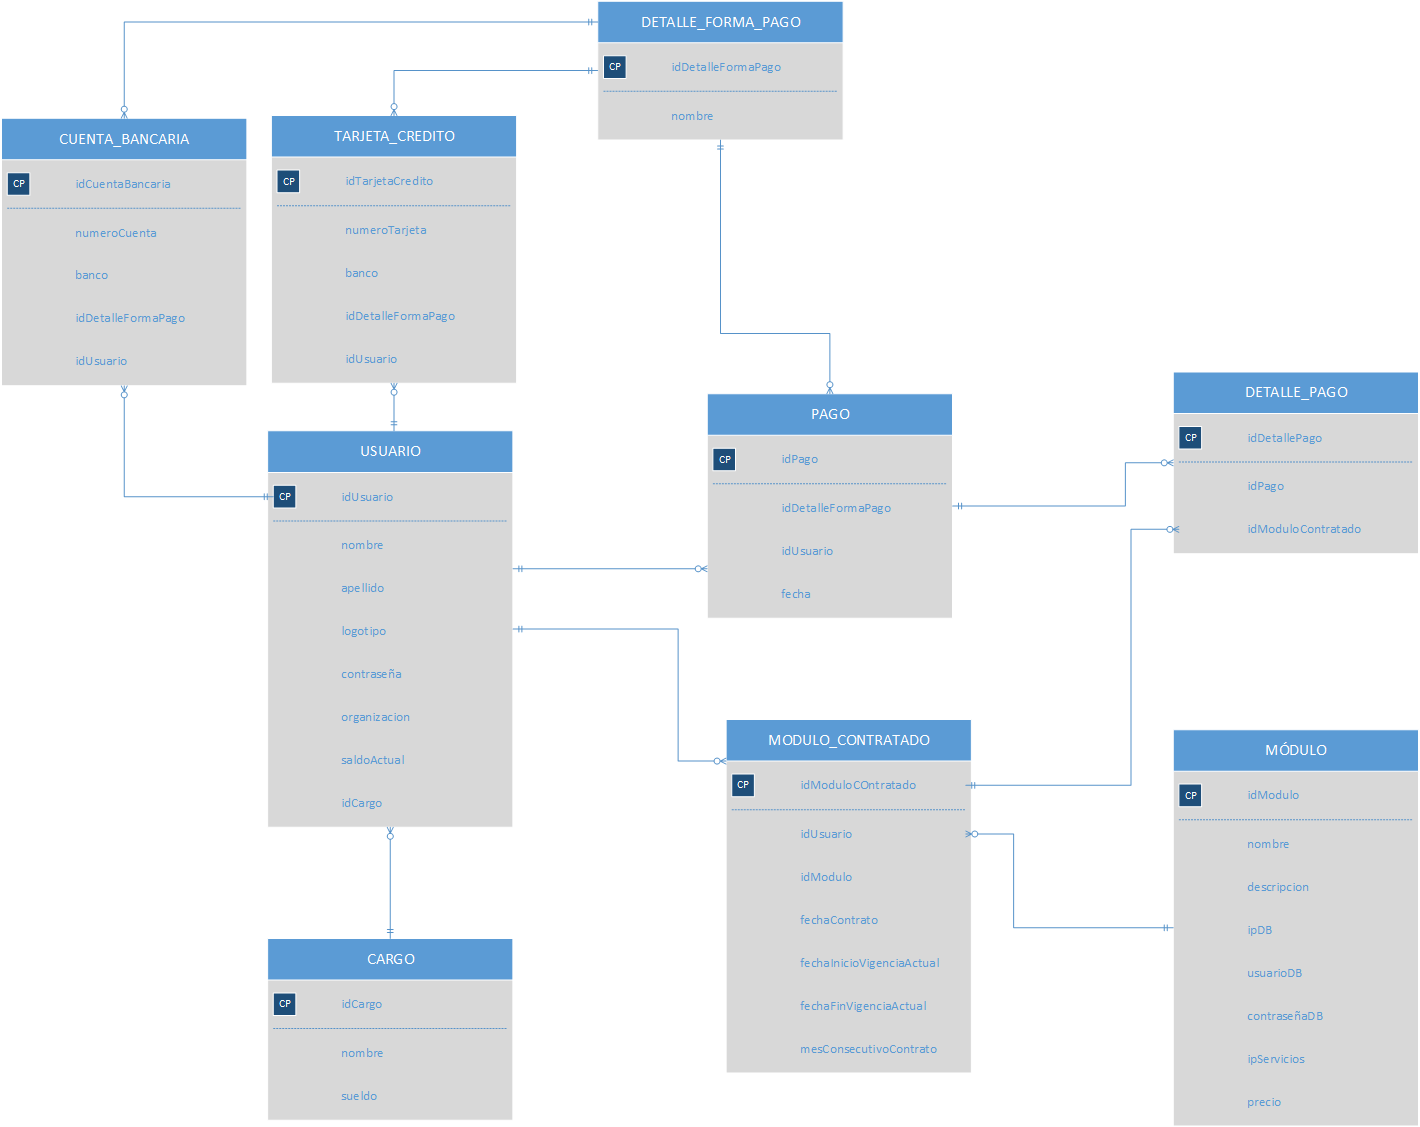 DETALLE_FORMA_PAGO
CP
idDetalleFormaPago
nombre
CUENTA_BANCARIA
CP
idCuentaBancaria
numeroCuenta
banco
idDetalleFormaPago
idUsuario
TARJETA_CREDITO
CP
idTarjetaCredito
numeroTarjeta
banco
idDetalleFormaPago
idUsuario
USUARIO
CP
idUsuario
nombre
apellido
logotipo
contraseña
organizacion
saldoActual
idCargo
PAGO
CP
idPago
idDetalleFormaPago
idUsuario
fecha
DETALLE_PAGO
CP
idDetallePago
idPago
idModuloContratado
MODULO_CONTRATADO
CP
idModuloCOntratado
idUsuario
idModulo
fechaContrato
fechaInicioVigenciaActual
fechaFinVigenciaActual
mesConsecutivoContrato
MÓDULO
CP
idModulo
nombre
descripcion
ipDB
usuarioDB
contraseñaDB
ipServicios
precio
CARGO
CP
idCargo
nombre
sueldo